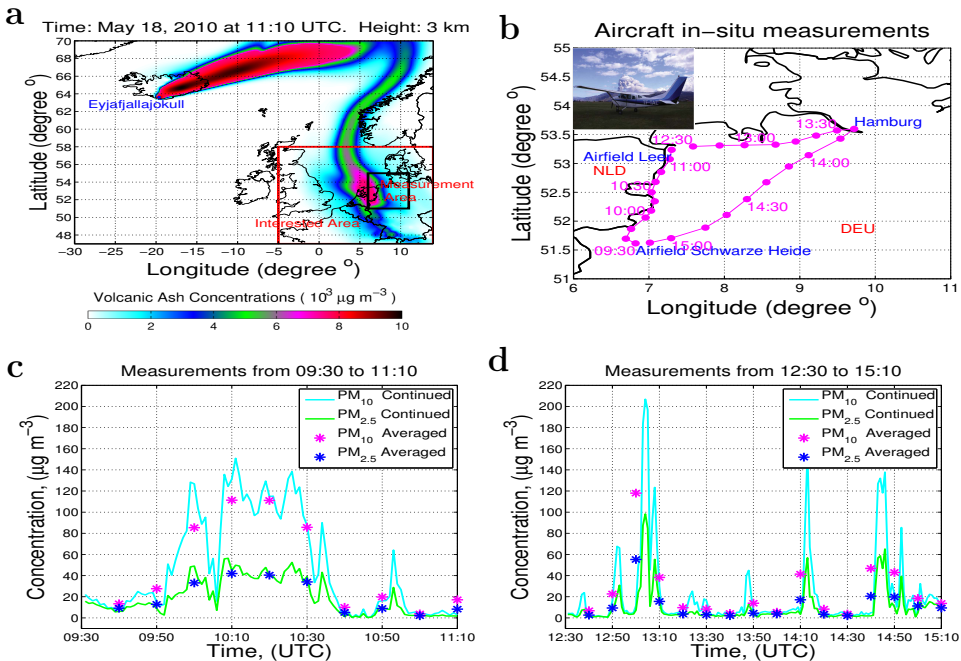 a
Time: May 18, 2010 at 11:10 UTC. Height: 3 km
70
68
66
64
62
60
58
56
54
52
50
48
Latitude (degree °)
Eyjafjallajokull
Measurement
Area
Interested Area
-30 -25 -20 -15 -10 -5 0 5 10
Longitude (degree °)
Volcanic Ash Concentrations ( 10³ μg m⁻³ )
0 2 4 6 8 10
b
Aircraft in-situ measurements
55
54.5
54
53.5
53
52.5
52
51.5
51
Latitude (degree °)
Hamburg
13:30
13:00
12:30
Airfield Leer
11:00
14:00
NLD
10:30
10:00
14:30
DEU
09:30
15:00
Airfield Schwarze Heide
6 7 8 9 10 11
Longitude (degree °)
c
Measurements from 09:30 to 11:10
220
200
180
160
140
120
100
80
60
40
20
0
Concentration, (μg m⁻³)
PM₁₀ Continued
PM₂.₅ Continued
PM₁₀ Averaged
PM₂.₅ Averaged
09:30 09:50 10:10 10:30 10:50 11:10
Time, (UTC)
d
Measurements from 12:30 to 15:10
220
200
180
160
140
120
100
80
60
40
20
0
Concentration, (μg m⁻³)
PM₁₀ Continued
PM₂.₅ Continued
PM₁₀ Averaged
PM₂.₅ Averaged
12:30 12:50 13:10 13:30 13:50 14:10 14:30 14:50 15:10
Time, (UTC)